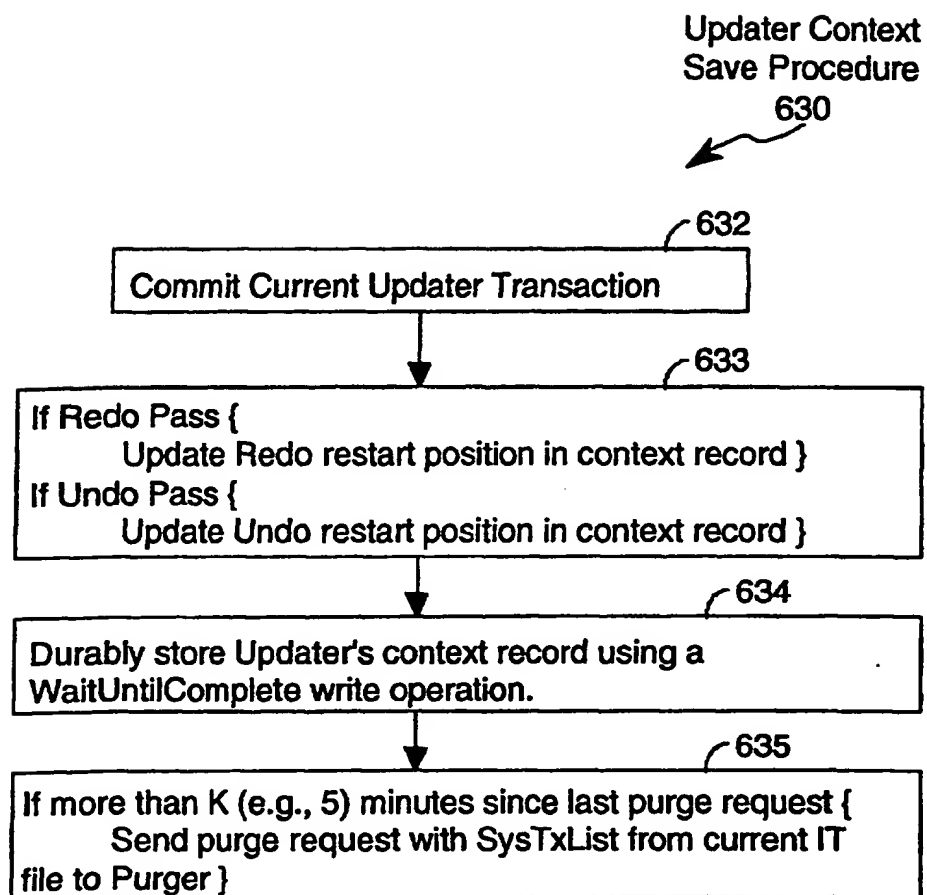 Updater Context
Save Procedure
630
632
Commit Current Updater Transaction
633
If Redo Pass {
Update Redo restart position in context record }
If Undo Pass {
Update Undo restart position in context record }
634
Durably store Updater's context record using a
WaitUntilComplete write operation.
635
If more than K (e.g., 5) minutes since last purge request {
Send purge request with SysTxList from current IT
file to Purger }